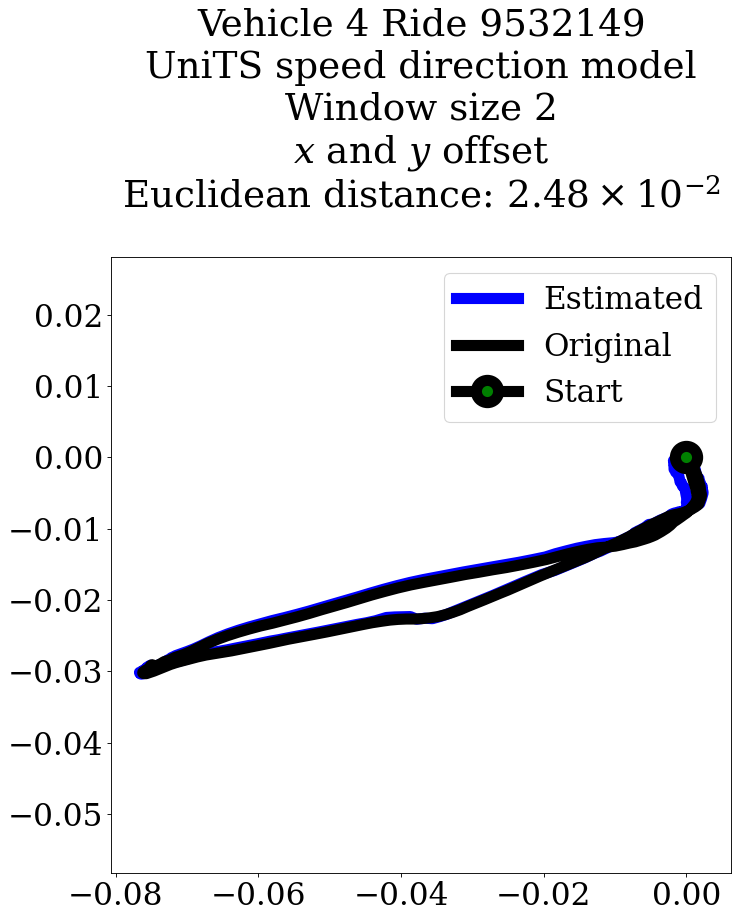 Vehicle 4 Ride 9532149
UniTS speed direction model
Window size 2
x and y offset
Euclidean distance: 2.48 × 10⁻²
Estimated
Original
Start
0.02
0.01
0.00
−0.01
−0.02
−0.03
−0.04
−0.05
−0.08 −0.06 −0.04 −0.02 0.00